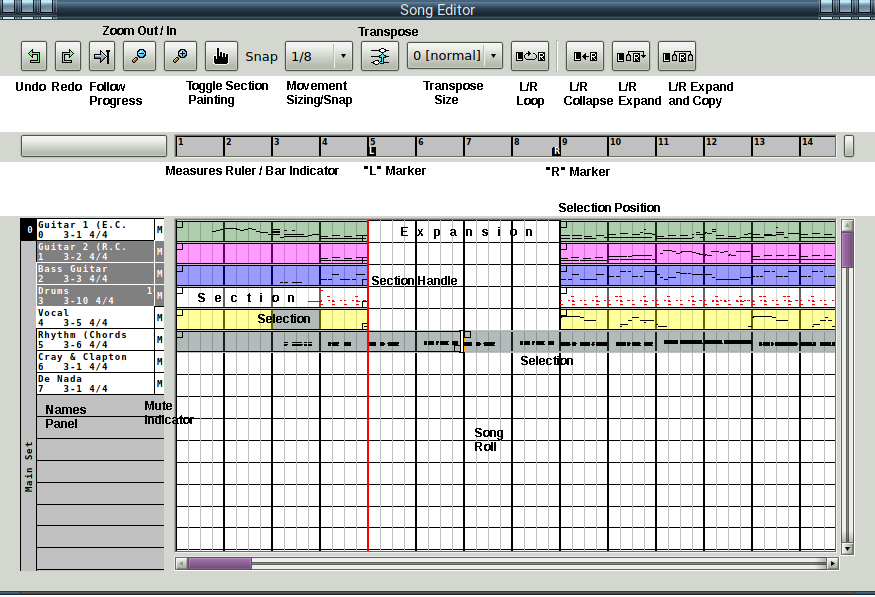 Song Editor
Zoom Out / In
Transpose
Snap
1/8
0 [normal]
Undo Redo Follow Progress
Toggle Section Painting
Movement Sizing/Snap
Transpose Size
L/R Loop
L/R Collapse
L/R Expand
L/R Expand and Copy
1 2 3 4 5 6 7 8 9 10 11 12 13 14
L
R
Measures Ruler / Bar Indicator
"L" Marker
"R" Marker
Selection Position
0
Guitar 1 (E.C.
0 3-1 4/4
M
Expansion
Guitar 2 (R.C.
1 3-2 4/4
M
Bass Guitar
2 3-3 4/4
M
Section Handle
Drums 1
3 3-10 4/4
M
Section
Vocal
4 3-5 4/4
M
Selection
Rhythm (Chords
5 3-6 4/4
M
Cray & Clapton
6 3-1 4/4
M
Selection
De Nada
7 3-1 4/4
M
Names Panel
Mute Indicator
Song Roll
Main Set